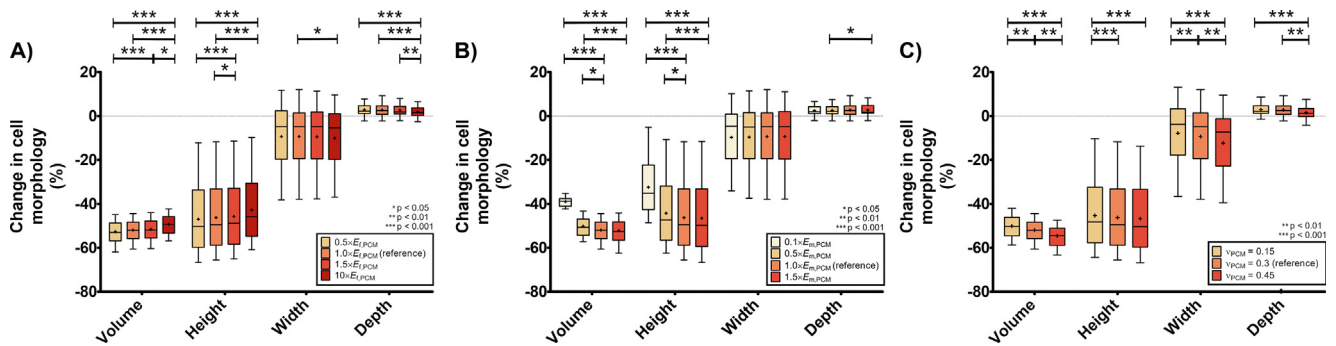 A)
*** *** 
*** *** *
*** * *** ***
* **
Change in cell
morphology
(%)
20
0
-20
-40
-60
-80
* p < 0.05
** p < 0.01
*** p < 0.001
0.5×Ef,PCM
1.0×Ef,PCM (reference)
1.5×Ef,PCM
10×Ef,PCM
Volume
Height
Width
Depth
B)
*** ***
*** *** *
*** ***
* *
Change in cell
morphology
(%)
20
0
-20
-40
-60
-80
* p < 0.05
** p < 0.01
*** p < 0.001
0.1×Em,PCM
0.5×Em,PCM
1.0×Em,PCM (reference)
1.5×Em,PCM
Volume
Height
Width
Depth
C)
*** *** *** ***
** ** *** ** ** **
Change in cell
morphology
(%)
20
0
-20
-40
-60
-80
** p < 0.01
*** p < 0.001
νPCM = 0.15
νPCM = 0.3 (reference)
νPCM = 0.45
Volume
Height
Width
Depth